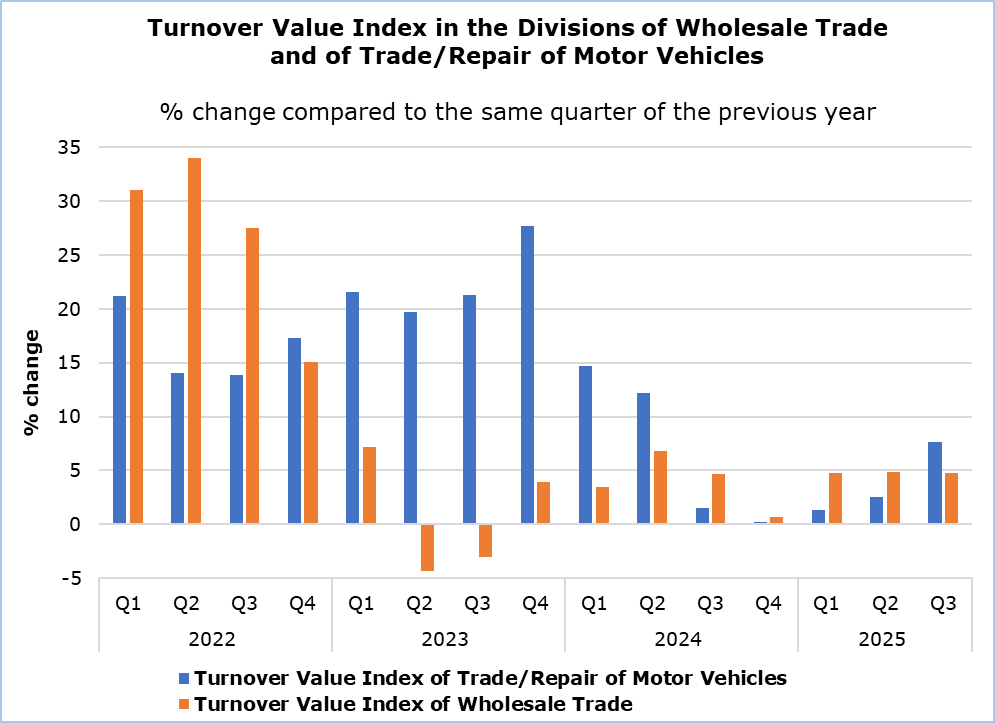 Turnover Value Index in the Divisions of Wholesale Trade
and of Trade/Repair of Motor Vehicles
% change compared to the same quarter of the previous year
% change
35
30
25
20
15
10
5
0
-5
Q1 Q2 Q3 Q4 Q1 Q2 Q3 Q4 Q1 Q2 Q3 Q4 Q1 Q2 Q3
2022 2023 2024 2025
Turnover Value Index of Trade/Repair of Motor Vehicles
Turnover Value Index of Wholesale Trade